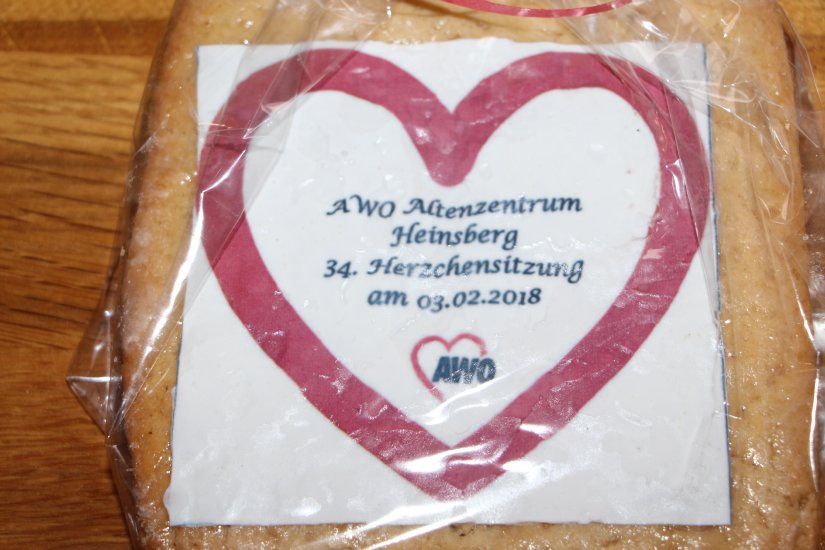 AWO Altenzentrum
Heinsberg
34. Herzchensitzung
am 03.02.2018
AWO